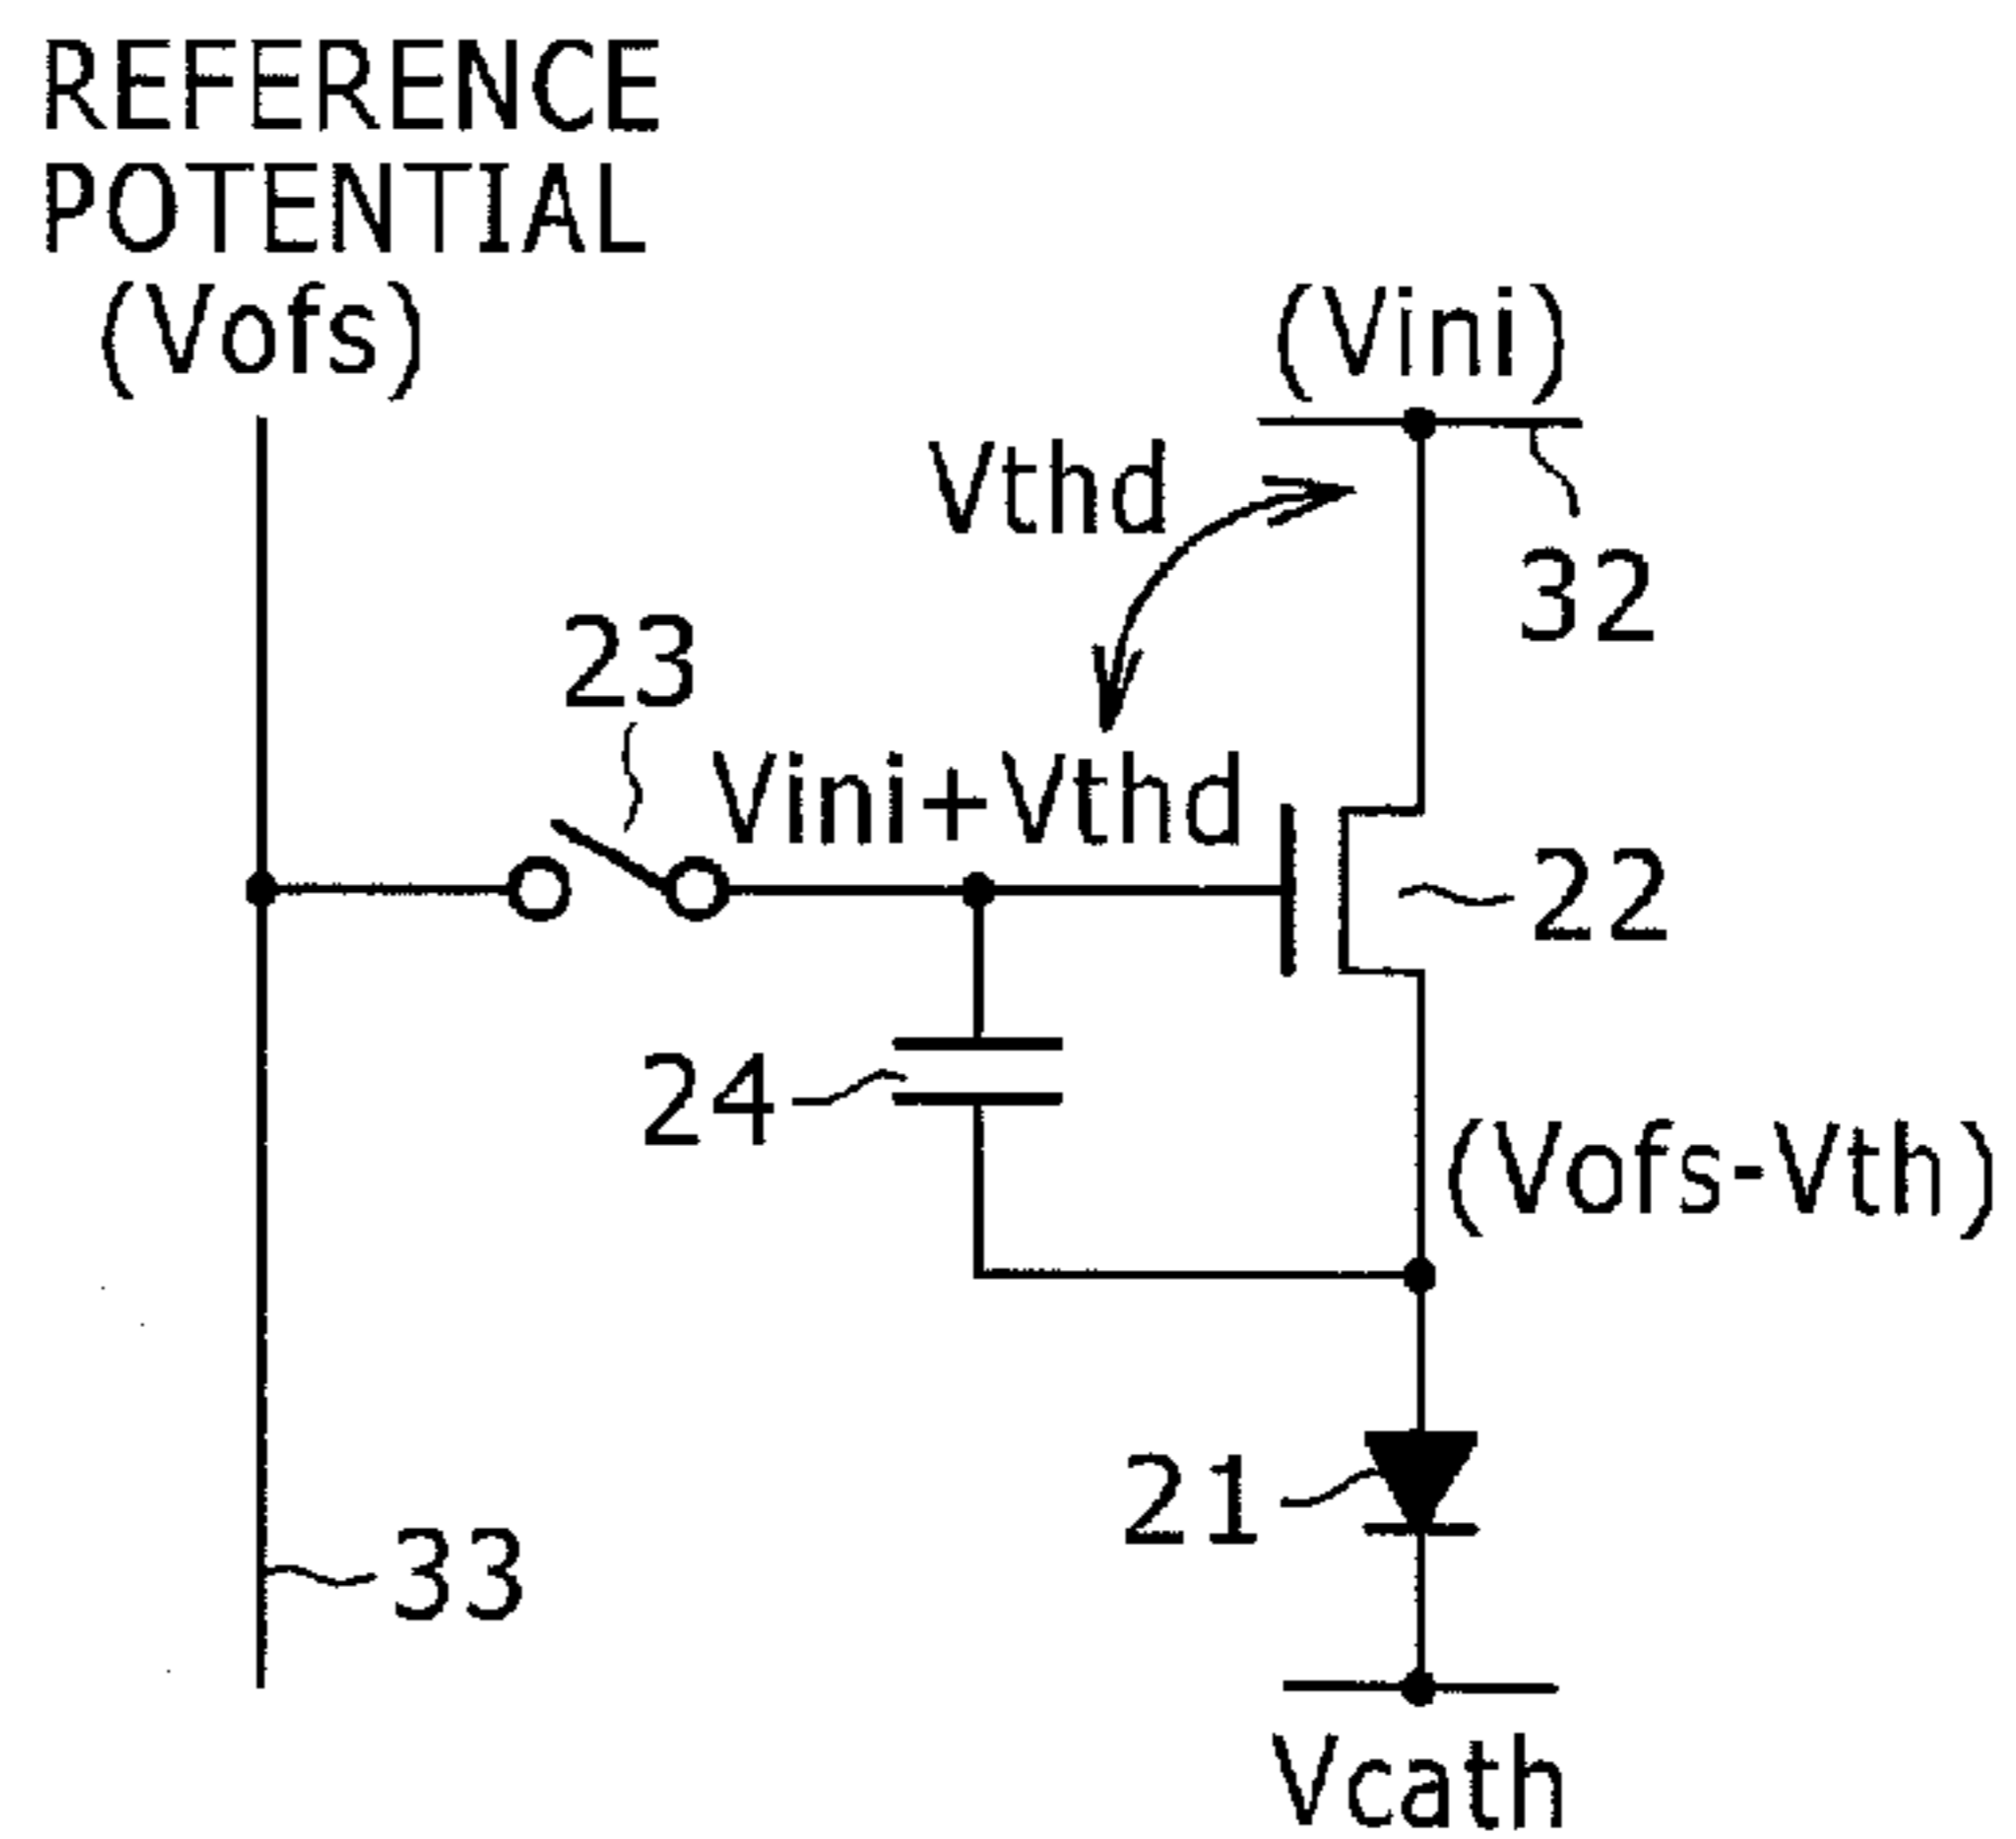 REFERENCE
POTENTIAL
(Vofs)
(Vini)
Vthd
32
23
Vini+Vthd
22
24
(Vofs-Vth)
21
33
Vcath